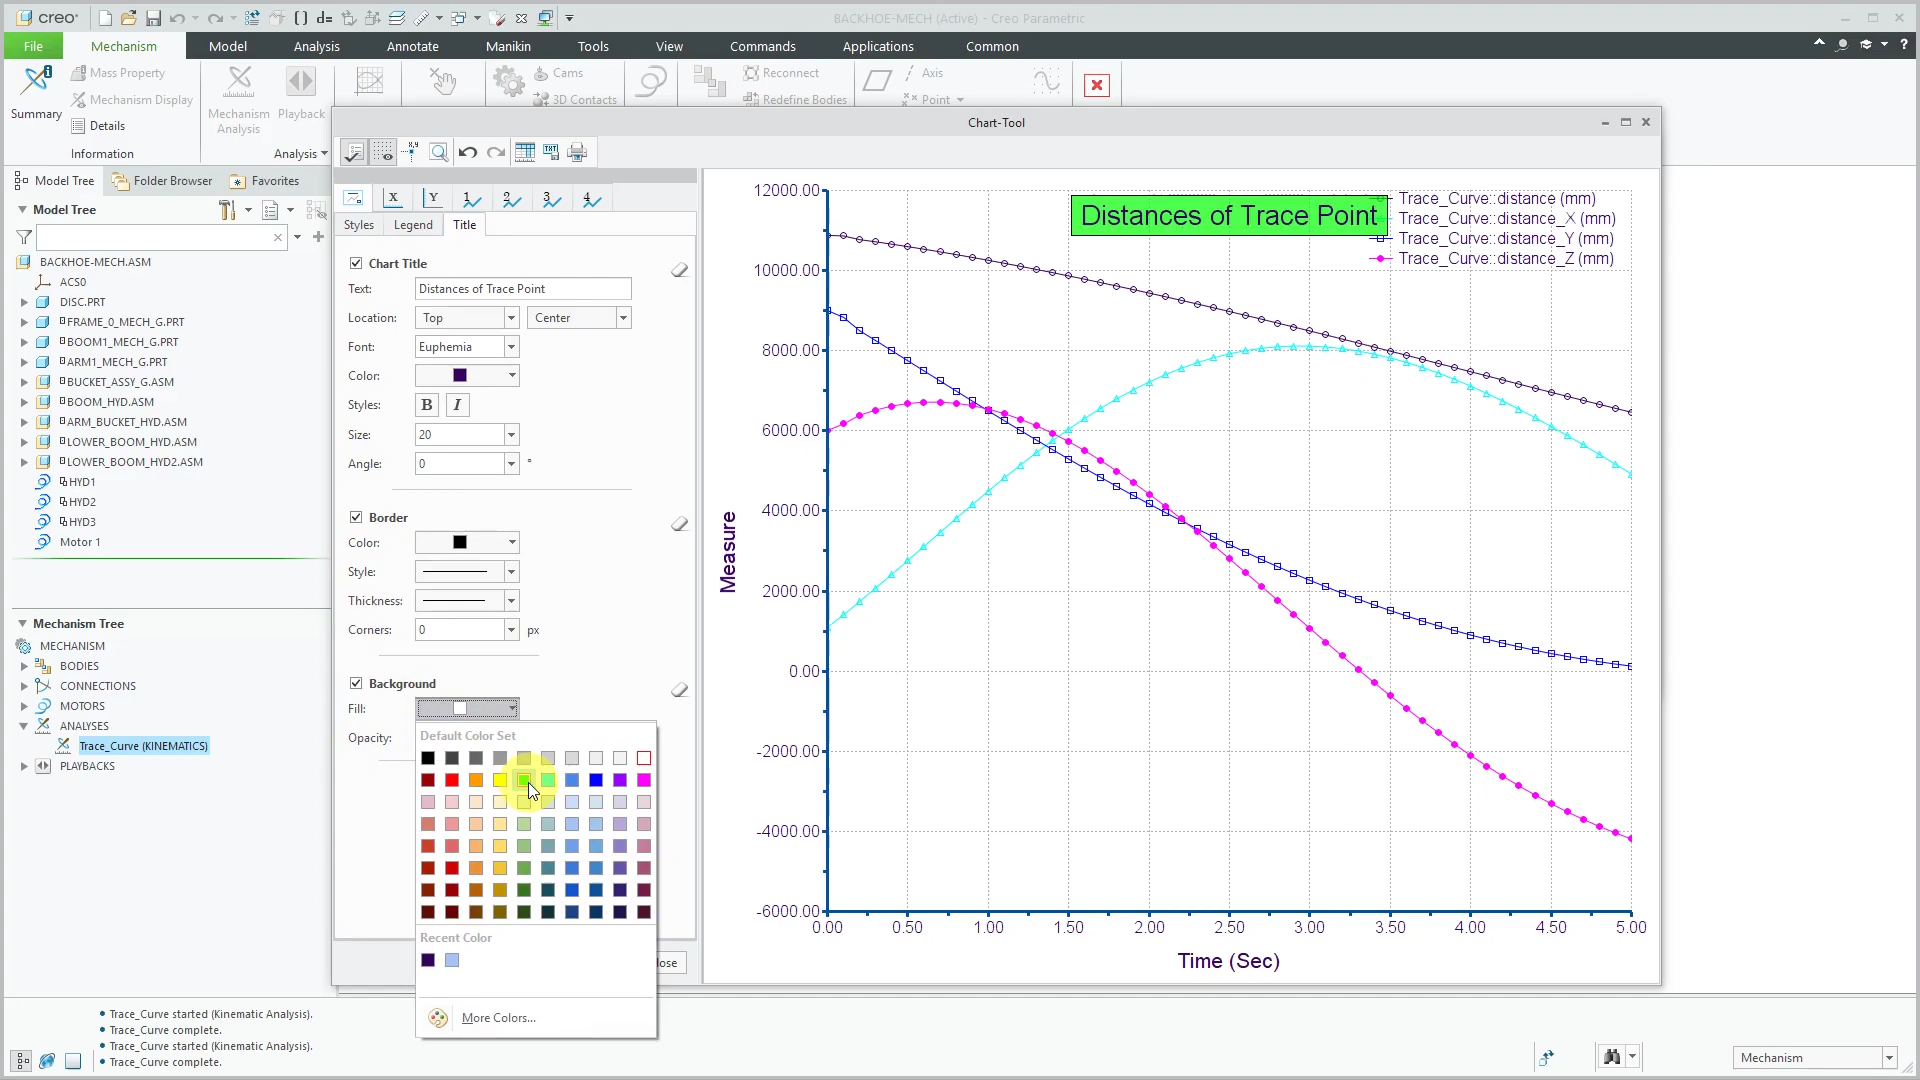 creo
d=
BACKHOE-MECH (Active) - Creo Parametric
File
Mechanism
Model
Analysis
Annotate
Manikin
Tools
View
Commands
Applications
Common
Summary
Mass Property
Mechanism Display
Details
Information
Mechanism
Analysis
Playback
Analysis
Cams
3D Contacts
Reconnect
Redefine Bodies
Axis
Point
Chart-Tool
Model Tree
Folder Browser
Favorites
Model Tree
BACKHOE-MECH.ASM
ACS0
DISC.PRT
FRAME_0_MECH_G.PRT
BOOM1_MECH_G.PRT
ARM1_MECH_G.PRT
BUCKET_ASSY_G.ASM
BOOM_HYD.ASM
ARM_BUCKET_HYD.ASM
LOWER_BOOM_HYD.ASM
LOWER_BOOM_HYD2.ASM
HYD1
HYD2
HYD3
Motor 1
Mechanism Tree
MECHANISM
BODIES
CONNECTIONS
MOTORS
ANALYSES
Trace_Curve (KINEMATICS)
PLAYBACKS
X
Y
1
2
3
4
Styles
Legend
Title
Chart Title
Text: Distances of Trace Point
Location: Top Center
Font: Euphemia
Color:
Styles: B I
Size: 20
Angle: 0 °
Border
Color:
Style:
Thickness:
Corners: 0 px
Background
Fill:
Opacity:
Default Color Set
Recent Color
More Colors...
lose
Distances of Trace Point
Trace_Curve::distance (mm)
Trace_Curve::distance_X (mm)
Trace_Curve::distance_Y (mm)
Trace_Curve::distance_Z (mm)
12000.00
10000.00
8000.00
6000.00
4000.00
2000.00
0.00
-2000.00
-4000.00
-6000.00
Measure
0.00 0.50 1.00 1.50 2.00 2.50 3.00 3.50 4.00 4.50 5.00
Time (Sec)
Trace_Curve started (Kinematic Analysis).
Trace_Curve complete.
Trace_Curve started (Kinematic Analysis).
Trace_Curve complete.
Mechanism